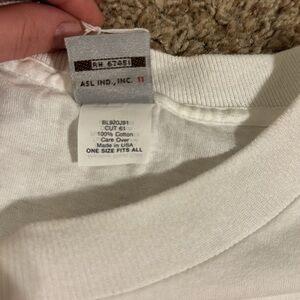 RN 67451
ASL IND., INC. 11
BL920J91
CUT 61
100% Cotton
Care Over
Made in USA
ONE SIZE FITS ALL